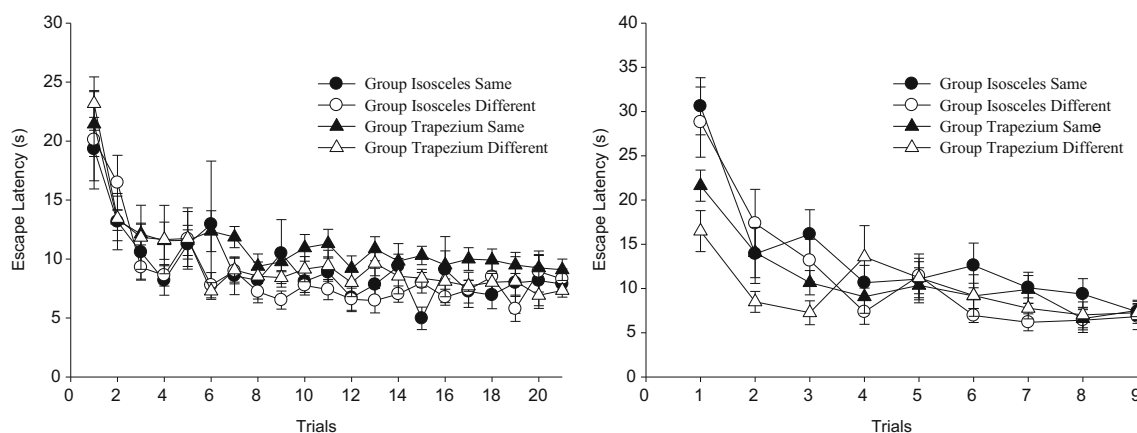 30
25
20
15
10
5
0
Escape Latency (s)
Group Isosceles Same
Group Isosceles Different
Group Trapezium Same
Group Trapezium Different
0 2 4 6 8 10 12 14 16 18 20
Trials
40
35
30
25
20
15
10
5
0
Escape Latency (s)
Group Isosceles Same
Group Isosceles Different
Group Trapezium Same
Group Trapezium Different
0 1 2 3 4 5 6 7 8 9
Trials